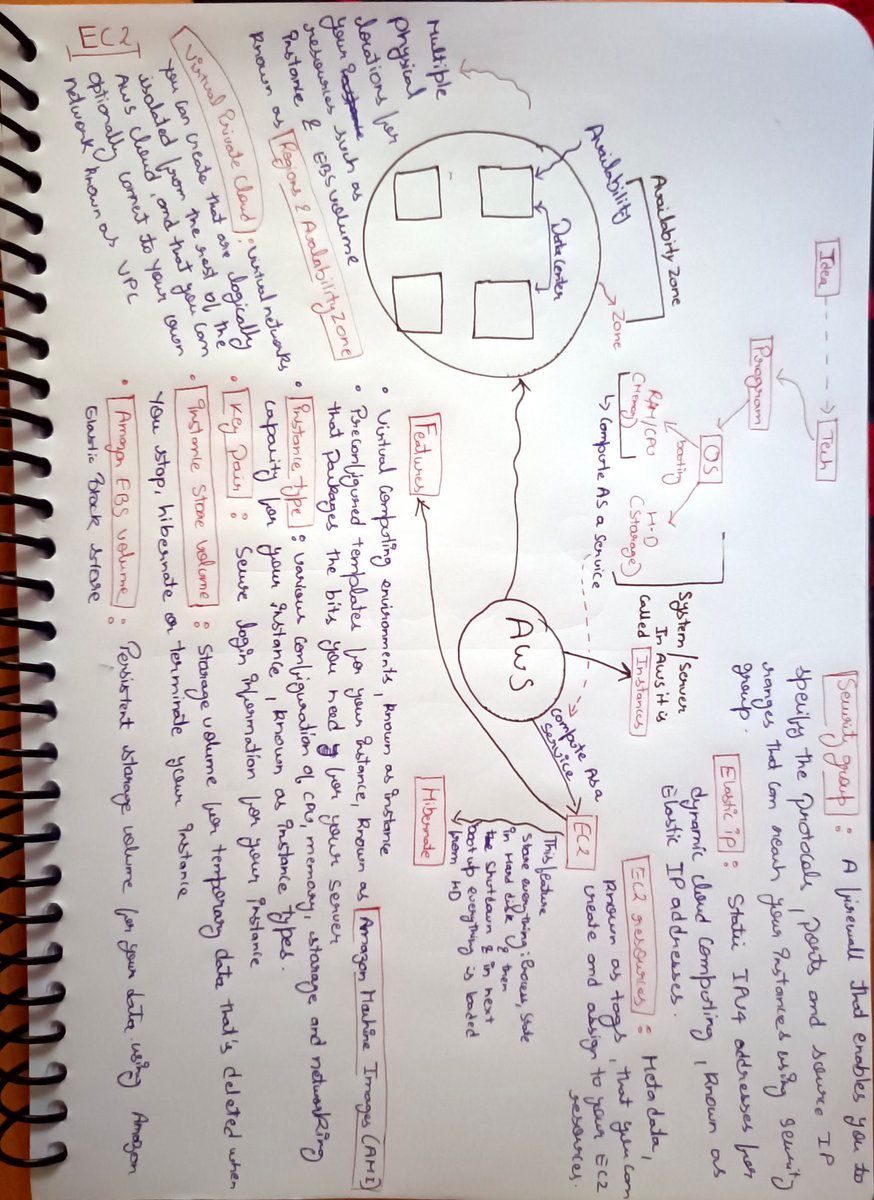 Idea
Tech
Program
OS
booting
RAM/CPU
(Memory)
H-D
(Storage)
Compute As a Service
System/Server
In Aws it is
Called Instances
Security group : A firewall that enables you to
specify the protocols, ports and source IP
ranges that can reach your instances using security
group.
Elastic ip : Static IPV4 addresses for
dynamic cloud computing, known as
Elastic IP addresses.
EC2 resources : Metadata,
known as tags, that you can
create and assign to your EC2
resources.
Availabity Zone
Availability
Zone
Data Center
AWS
Compute As a
Service
EC2
This feature
Store everything: Process, State
in Hard disk & then
the Shutdown & in next
bootup everything is loaded
from HD
Hibernate
Multiple
Physical
locations for
your instance
resources such as
instance & EBS volume
known as Regions & Avalability Zone
Virtual Private Cloud : virtual networks
you can create that are logically
isolated from the rest of the
AWS cloud, and that you can
optionally connet to your own
network known as VPC
EC2
Features
• Virtual Computing environments, known as instance
• Preconfigured templates for your instance, known as Amazon Machine Images (AMI)
that packages the bits you need for your server
• Instance type : various configuration of CPU, memory, storage and networking
capacity for your instance, known as instance types.
• Key Pair : Secure login information for your instance
• Instance Store volume : Storage volume for temporary data that's deleted when
you stop, hibernate or terminate your instance
• Amazon EBS volume : Persistent storage volume for your data using Amazon
Elastic Block store